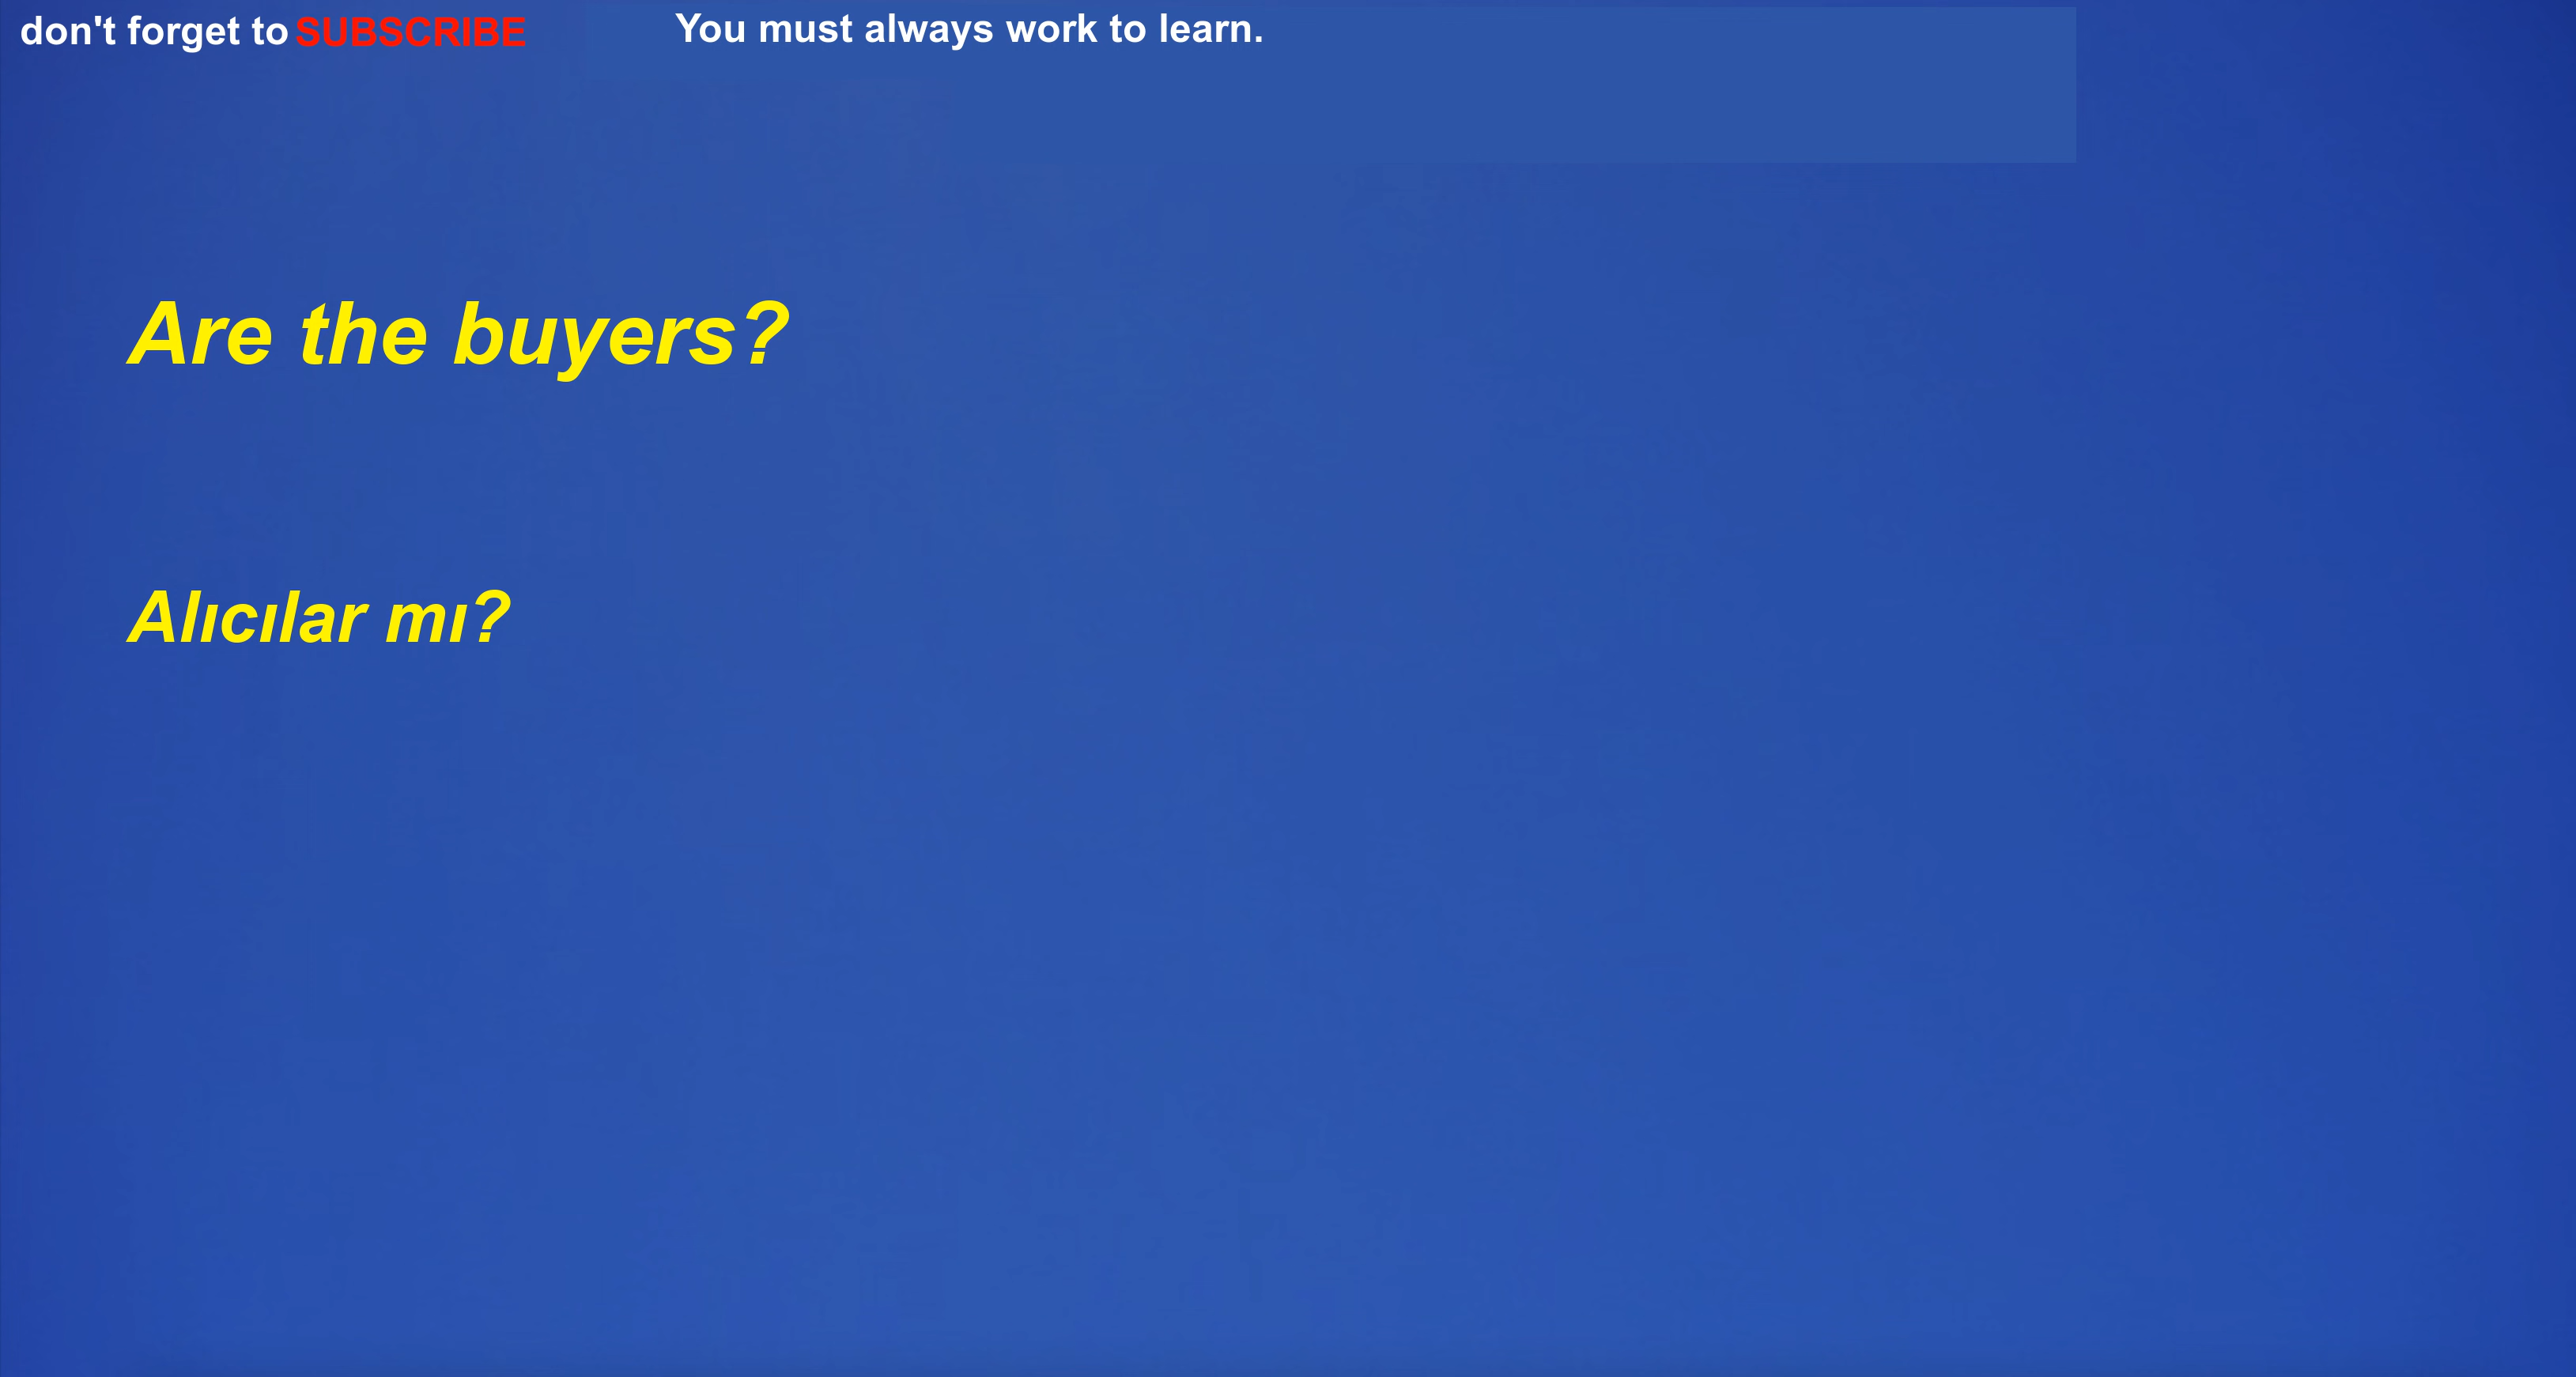 don't forget to SUBSCRIBE You must always work to learn.
Are the buyers?
Alıcılar mı?